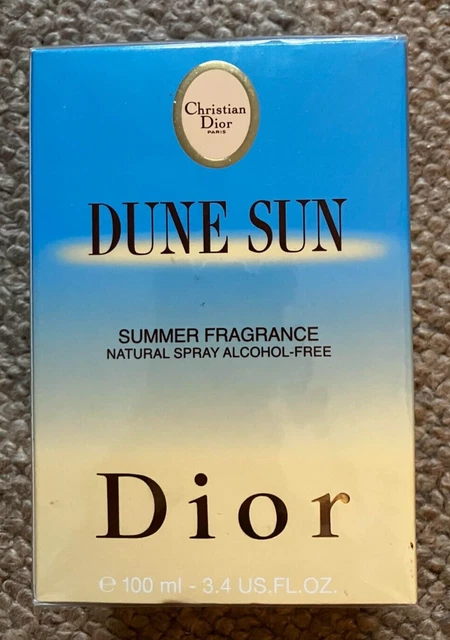 Christian
Dior
PARIS
DUNE SUN
SUMMER FRAGRANCE
NATURAL SPRAY ALCOHOL-FREE
Dior
℮ 100 ml - 3.4 US.FL.OZ.